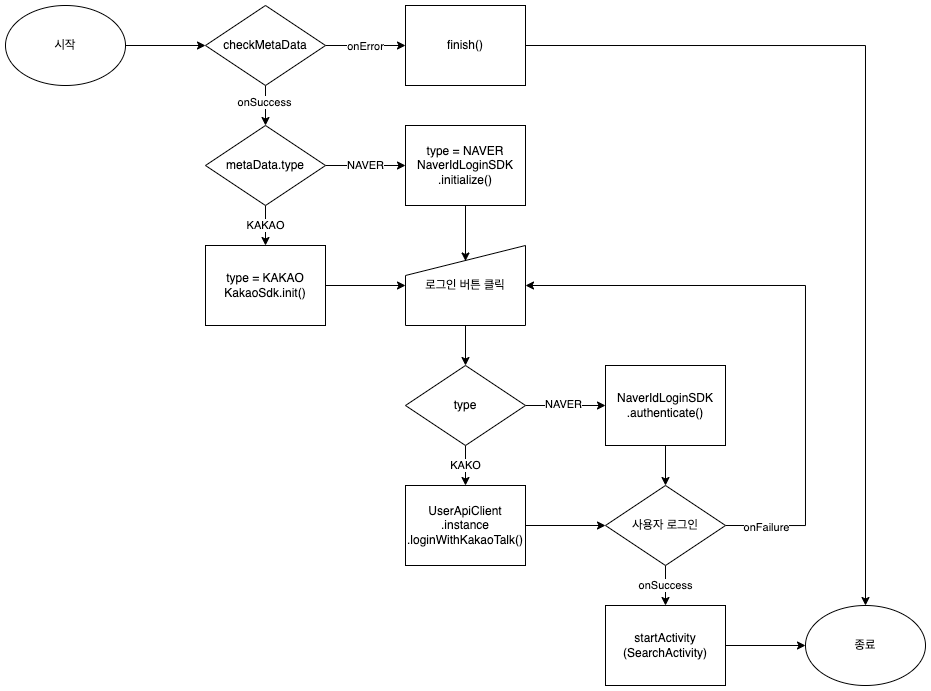 시작
checkMetaData
onError
finish()
onSuccess
metaData.type
NAVER
type = NAVER
NaverIdLoginSDK
.initialize()
KAKAO
type = KAKAO
KakaoSdk.init()
로그인 버튼 클릭
type
NAVER
NaverIdLoginSDK
.authenticate()
KAKO
UserApiClient
.instance
.loginWithKakaoTalk()
사용자 로그인
onFailure
onSuccess
startActivity
(SearchActivity)
종료